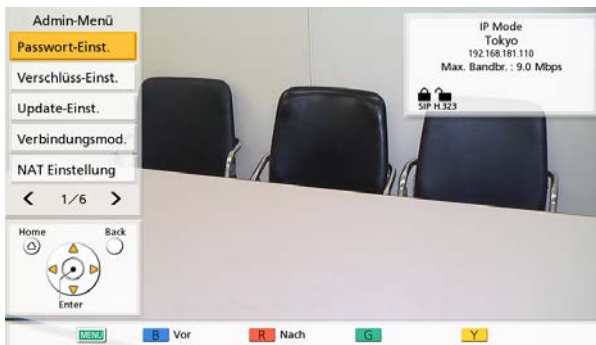 Admin-Menü
Passwort-Einst.
Verschlüss-Einst.
Update-Einst.
Verbindungsmod.
NAT Einstellung
1/6
Home
Back
Enter
IP Mode
Tokyo
192.168.181.110
Max. Bandbr. : 9.0 Mbps
SIP H.323
MENU
B Vor
R Nach
G
Y